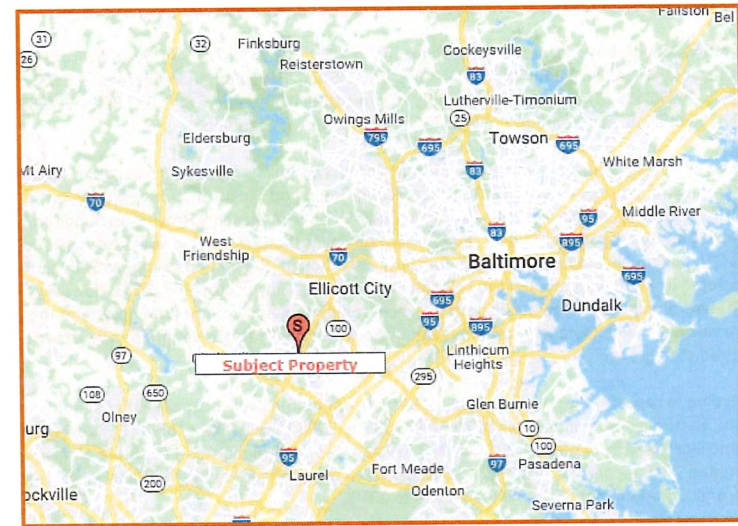 Fallston
Bel
31
32
Finksburg
26
Reisterstown
Cockeysville
83
Lutherville-Timonium
Owings Mills
25
795
Towson
695
695
Eldersburg
83
White Marsh
Mt Airy
Sykesville
70
Middle River
83
95
West
Friendship
895
70
Baltimore
695
Ellicott City
695
Dundalk
95
895
S
100
Linthicum
Heights
97
Subject Property
295
108
650
Glen Burnie
Olney
10
urg
100
95
Laurel
Fort Meade
97
Pasadena
200
Odenton
ockville
Severna Park